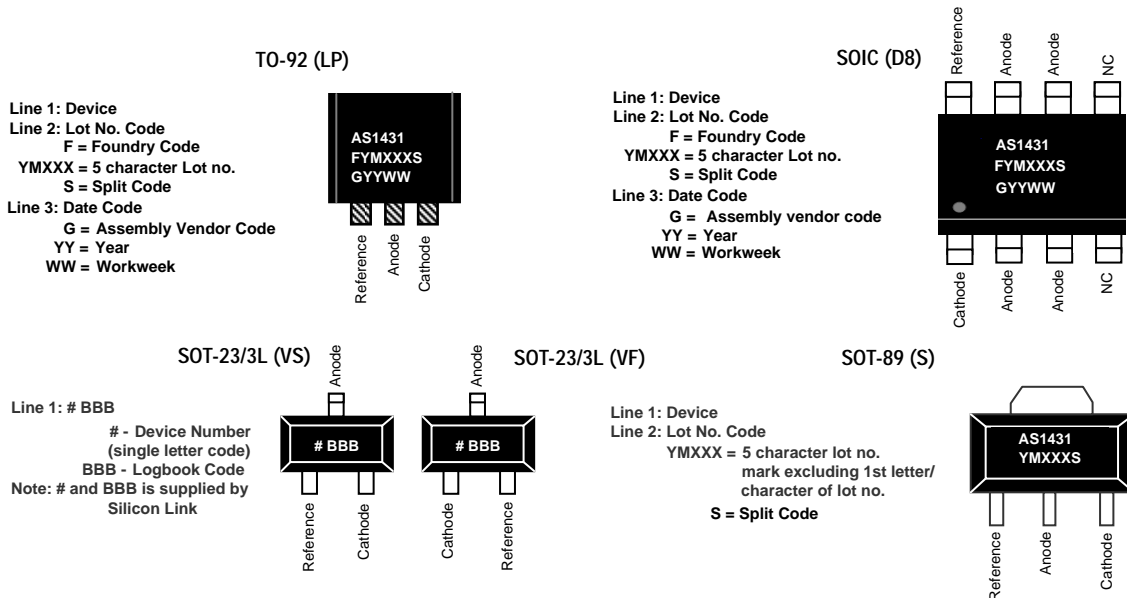 TO-92 (LP)
Line 1: Device
Line 2: Lot No. Code
F = Foundry Code
YMXXX = 5 character Lot no.
S = Split Code
Line 3: Date Code
G = Assembly Vendor Code
YY = Year
WW = Workweek
AS1431
FYMXXXS
GYYWW
Reference
Anode
Cathode
SOIC (D8)
Line 1: Device
Line 2: Lot No. Code
F = Foundry Code
YMXXX = 5 character Lot no.
S = Split Code
Line 3: Date Code
G = Assembly vendor code
YY = Year
WW = Workweek
Reference
Anode
Anode
NC
AS1431
FYMXXXS
GYYWW
Cathode
Anode
Anode
NC
SOT-23/3L (VS)
Line 1: # BBB
# - Device Number
(single letter code)
BBB - Logbook Code
Note: # and BBB is supplied by
Silicon Link
Anode
# BBB
Reference
Cathode
SOT-23/3L (VF)
Anode
# BBB
Cathode
Reference
SOT-89 (S)
Line 1: Device
Line 2: Lot No. Code
YMXXX = 5 character lot no.
mark excluding 1st letter/
character of lot no.
S = Split Code
AS1431
YMXXXS
Reference
Anode
Cathode